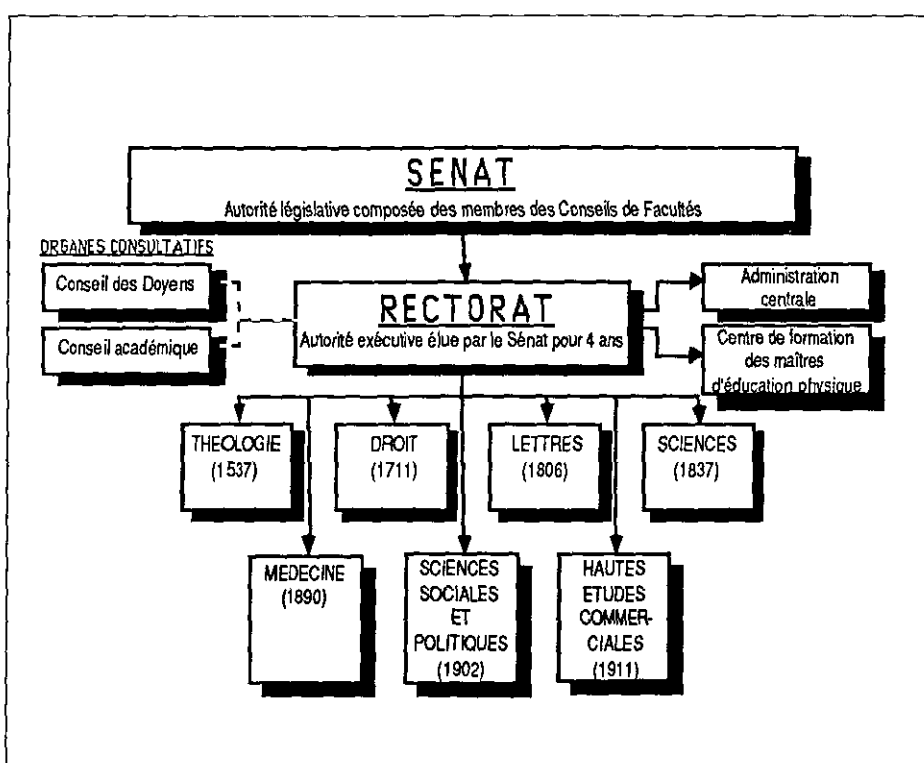 SENAT
Autorité législative composée des membres des Conseils de Facultés
ORGANES CONSULTATIFS
Conseil des Doyens
Conseil académique
RECTORAT
Autorité exécutive élue par le Sénat pour 4 ans
Administration
centrale
Centre de formation
des maîtres
d'éducation physique
THEOLOGIE
(1537)
DROIT
(1711)
LETTRES
(1806)
SCIENCES
(1837)
MEDECINE
(1890)
SCIENCES
SOCIALES
ET
POLITIQUES
(1902)
HAUTES
ETUDES
COMMER-
CIALES
(1911)